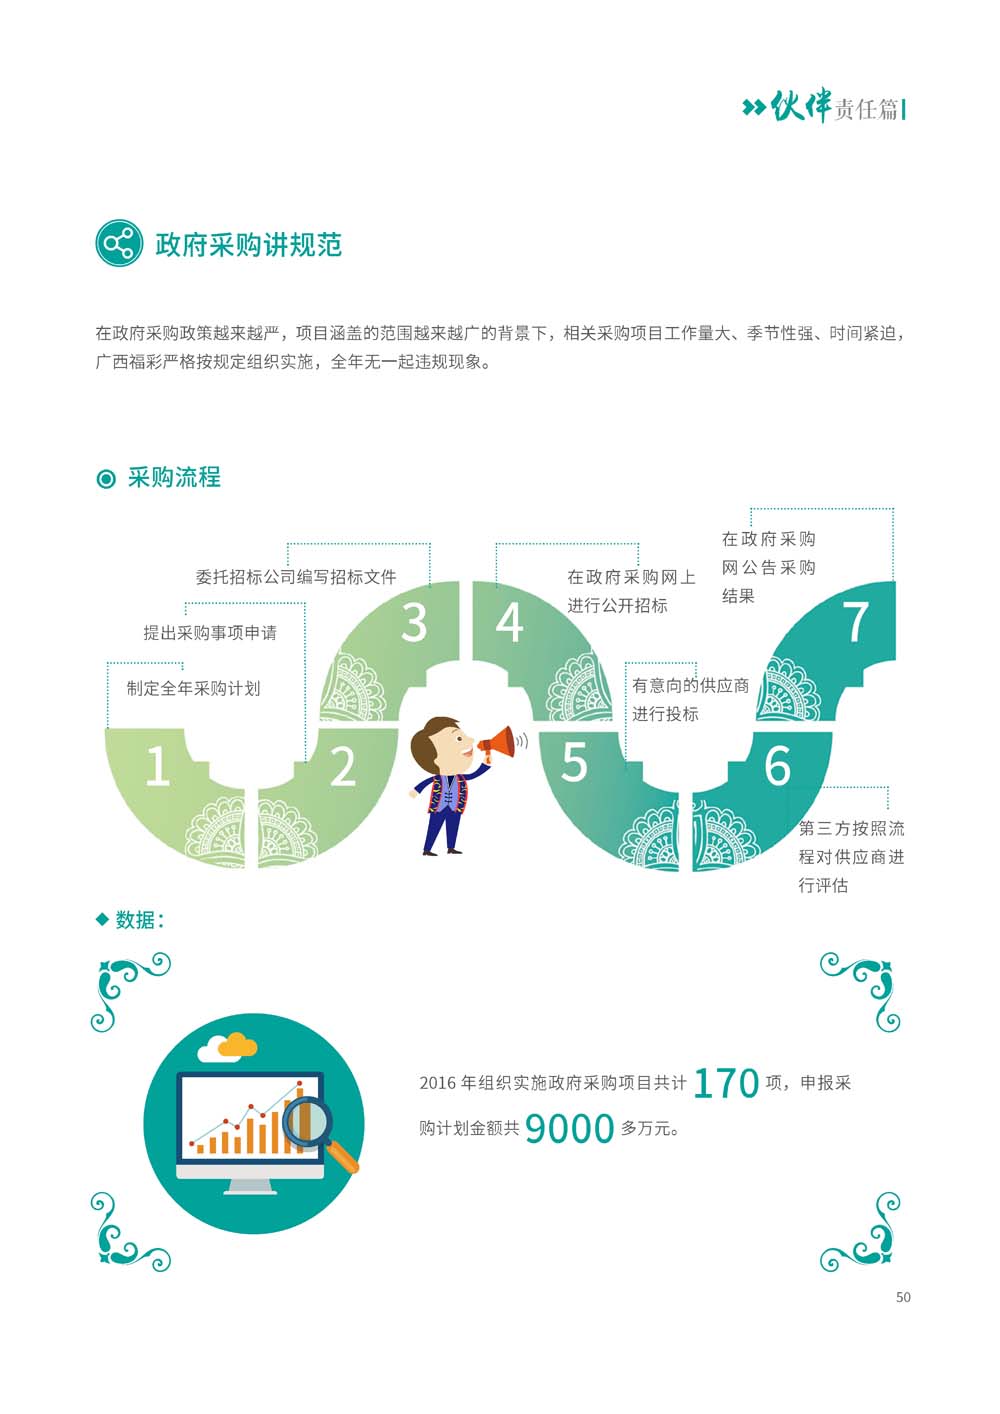 伙伴责任篇
政府采购讲规范
在政府采购政策越来越严，项目涵盖的范围越来越广的背景下，相关采购项目工作量大、季节性强、时间紧迫，
广西福彩严格按规定组织实施，全年无一起违规现象。
采购流程
1
制定全年采购计划
2
提出采购事项申请
3
委托招标公司编写招标文件
4
在政府采购网上
进行公开招标
5
有意向的供应商
进行投标
6
第三方按照流
程对供应商进
行评估
7
在政府采购
网公告采购
结果
数据：
2016 年组织实施政府采购项目共计 170 项，申报采
购计划金额共 9000 多万元。
50